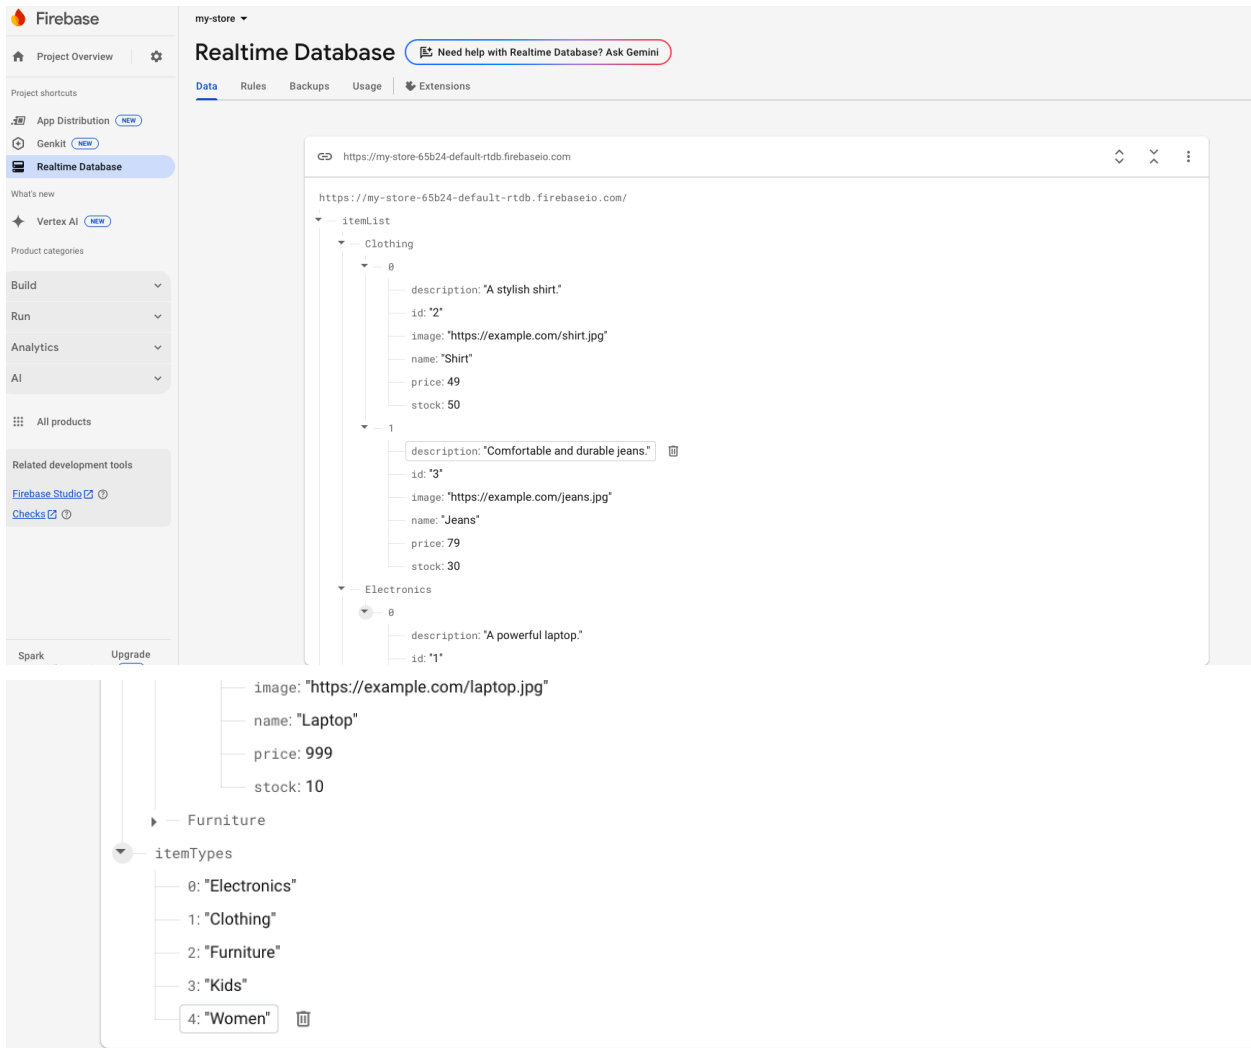 Firebase
Project Overview
Project shortcuts
App Distribution NEW
Genkit NEW
Realtime Database
What's new
Vertex AI NEW
Product categories
Build
Run
Analytics
AI
All products
Related development tools
Firebase Studio
Checks
Spark
Upgrade
my-store
Realtime Database
Need help with Realtime Database? Ask Gemini
Data Rules Backups Usage Extensions
https://my-store-65b24-default-rtdb.firebaseio.com
https://my-store-65b24-default-rtdb.firebaseio.com/
itemList
Clothing
0
description: "A stylish shirt."
id: "2"
image: "https://example.com/shirt.jpg"
name: "Shirt"
price: 49
stock: 50
1
description: "Comfortable and durable jeans."
id: "3"
image: "https://example.com/jeans.jpg"
name: "Jeans"
price: 79
stock: 30
Electronics
0
description: "A powerful laptop."
id: "1"
image: "https://example.com/laptop.jpg"
name: "Laptop"
price: 999
stock: 10
Furniture
itemTypes
0: "Electronics"
1: "Clothing"
2: "Furniture"
3: "Kids"
4: "Women"